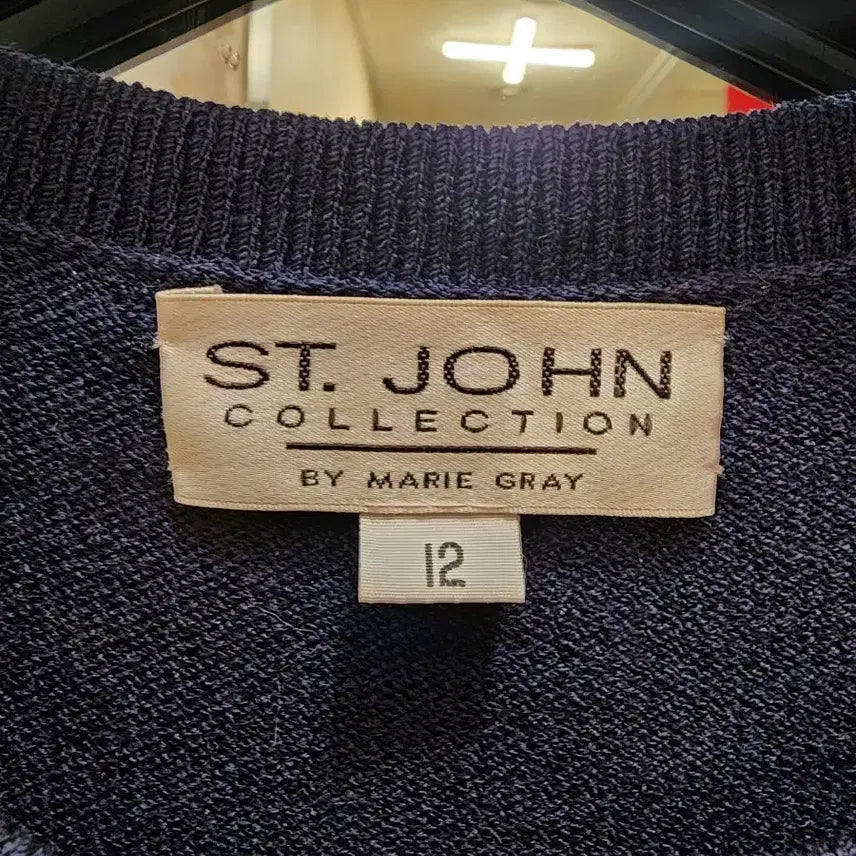 ST. JOHN
COLLECTION
BY MARIE GRAY
12